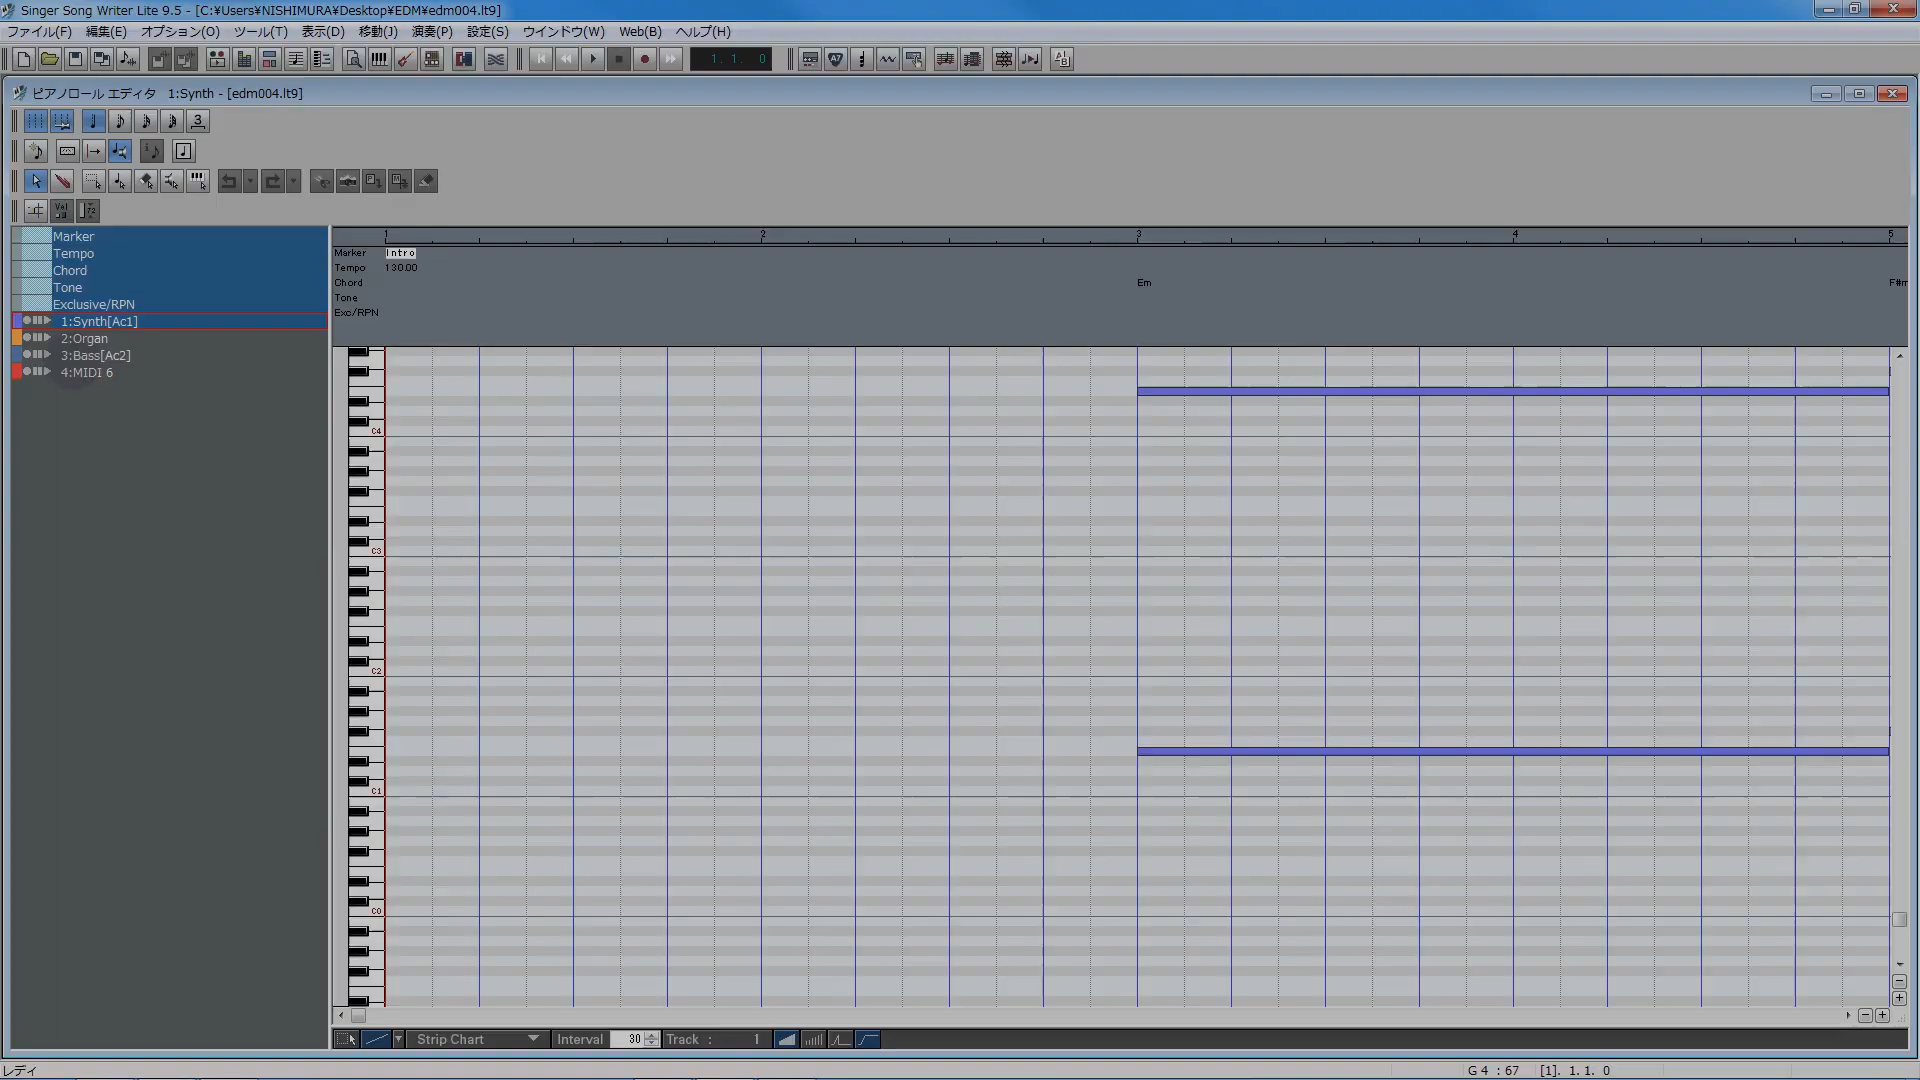 Singer Song Writer Lite 9.5 - [C:¥Users¥NISHIMURA¥Desktop¥EDM¥edm004.lt9]
ファイル(F) 編集(E) オプション(O) ツール(T) 表示(D) 移動(J) 演奏(P) 設定(S) ウインドウ(W) Web(B) ヘルプ(H)
1. 1. 0
ピアノロール エディタ 1:Synth - [edm004.lt9]
3
Marker
Tempo
Chord
Tone
Exclusive/RPN
1:Synth[Ac1]
2:Organ
3:Bass[Ac2]
4:MIDI 6
1 2 3 4 5
Marker Intro
Tempo 130.00
Chord Em F#m
Tone
Exc/RPN
C4
C3
C2
C1
C0
Strip Chart Interval 30 Track : 1
レディ G 4 : 67 [1]. 1. 1. 0